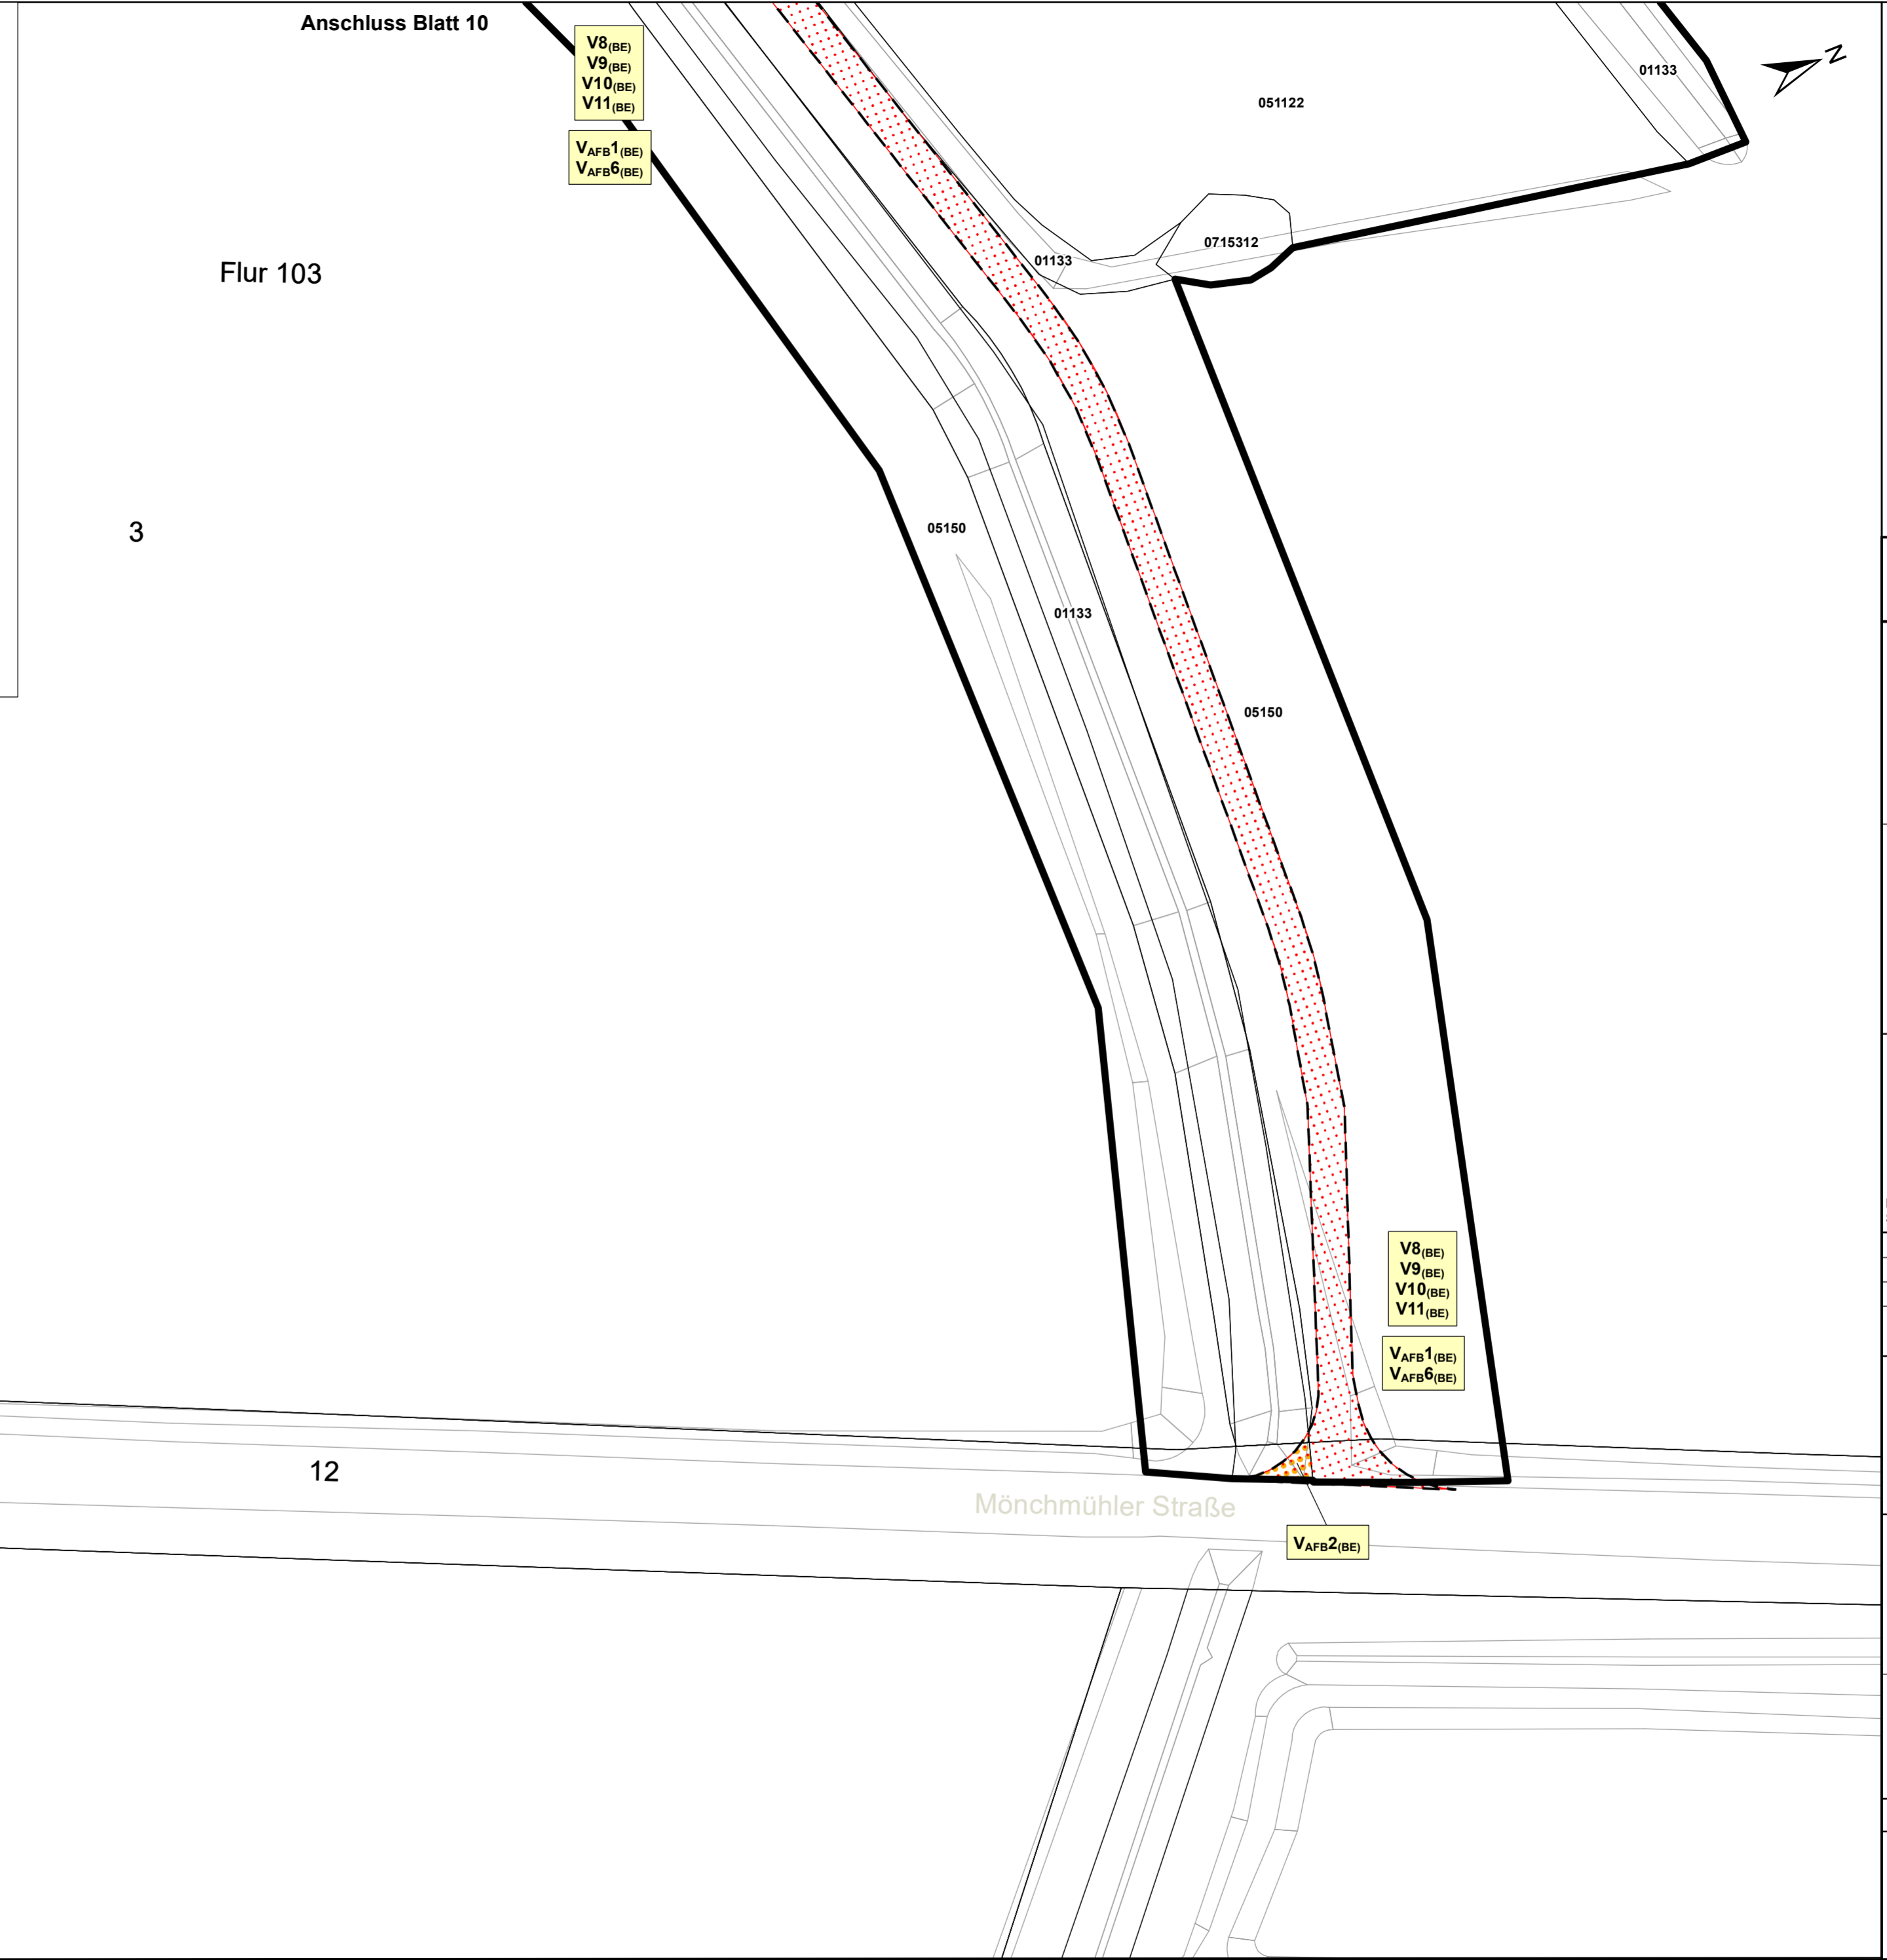 Anschluss Blatt 10
V8(BE)
V9(BE)
V10(BE)
V11(BE)
VAFB1(BE)
VAFB6(BE)
N
01133
051122
0715312
01133
Flur 103
3
05150
01133
05150
V8(BE)
V9(BE)
V10(BE)
V11(BE)
VAFB1(BE)
VAFB6(BE)
12
Mönchmühler Straße
VAFB2(BE)